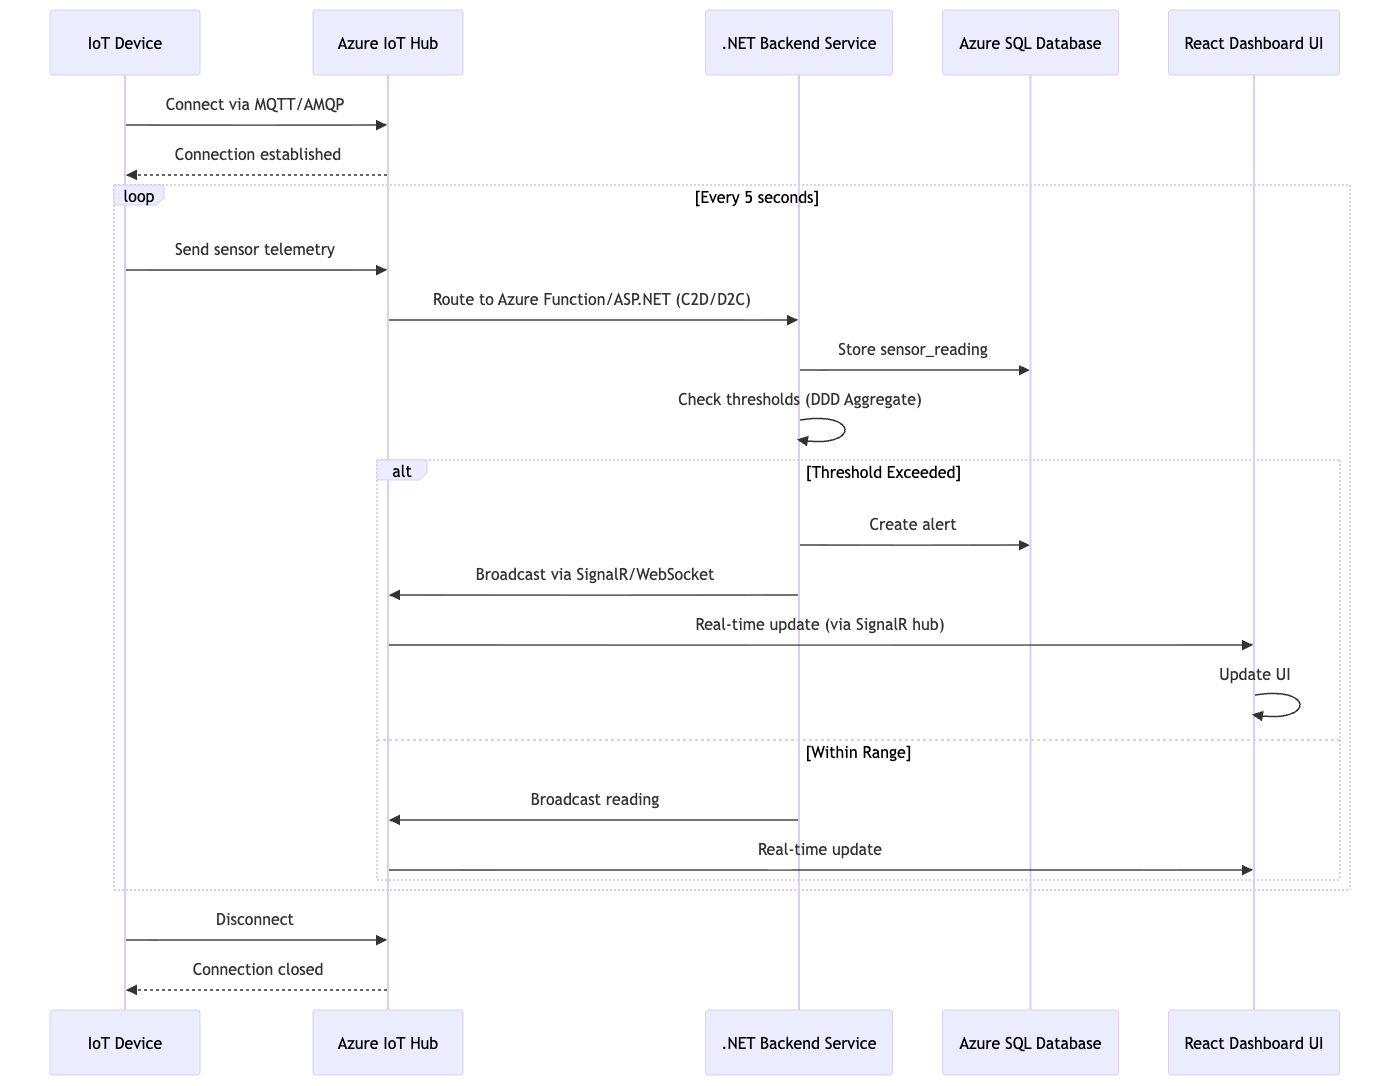 IoT Device
Azure IoT Hub
.NET Backend Service
Azure SQL Database
React Dashboard UI
Connect via MQTT/AMQP
Connection established
loop
[Every 5 seconds]
Send sensor telemetry
Route to Azure Function/ASP.NET (C2D/D2C)
Store sensor_reading
Check thresholds (DDD Aggregate)
alt
[Threshold Exceeded]
Create alert
Broadcast via SignalR/WebSocket
Real-time update (via SignalR hub)
Update UI
[Within Range]
Broadcast reading
Real-time update
Disconnect
Connection closed
IoT Device
Azure IoT Hub
.NET Backend Service
Azure SQL Database
React Dashboard UI